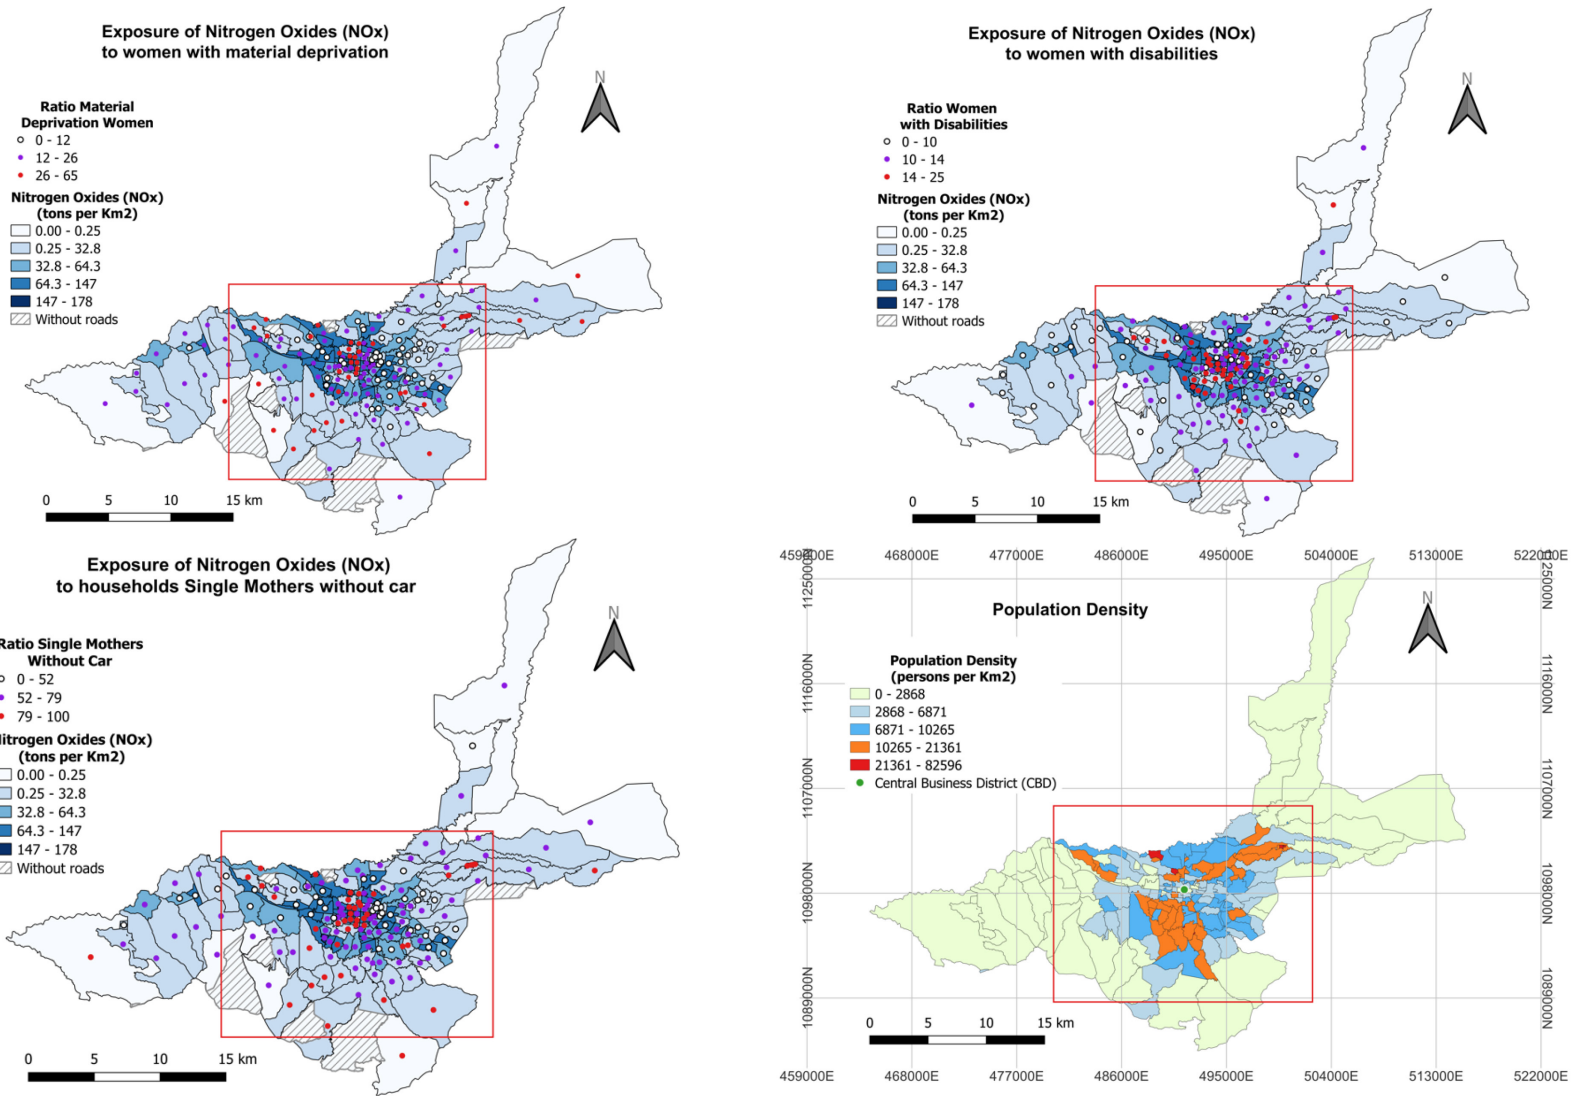 Exposure of Nitrogen Oxides (NOx)
to women with material deprivation
N
Ratio Material
Deprivation Women
0 - 12
12 - 26
26 - 65
Nitrogen Oxides (NOx)
(tons per Km2)
0.00 - 0.25
0.25 - 32.8
32.8 - 64.3
64.3 - 147
147 - 178
Without roads
0 5 10 15 km
Exposure of Nitrogen Oxides (NOx)
to women with disabilities
N
Ratio Women
with Disabilities
0 - 10
10 - 14
14 - 25
Nitrogen Oxides (NOx)
(tons per Km2)
0.00 - 0.25
0.25 - 32.8
32.8 - 64.3
64.3 - 147
147 - 178
Without roads
0 5 10 15 km
Exposure of Nitrogen Oxides (NOx)
to households Single Mothers without car
N
Ratio Single Mothers
Without Car
0 - 52
52 - 79
79 - 100
Nitrogen Oxides (NOx)
(tons per Km2)
0.00 - 0.25
0.25 - 32.8
32.8 - 64.3
64.3 - 147
147 - 178
Without roads
0 5 10 15 km
459000E 468000E 477000E 486000E 495000E 504000E 513000E 522000E
1125000N 1125000N
Population Density
N
Population Density
(persons per Km2)
0 - 2868
2868 - 6871
6871 - 10265
10265 - 21361
21361 - 82596
Central Business District (CBD)
1116000N 1116000N
1107000N 1107000N
1098000N 1098000N
1089000N 1089000N
0 5 10 15 km
459000E 468000E 477000E 486000E 495000E 504000E 513000E 522000E